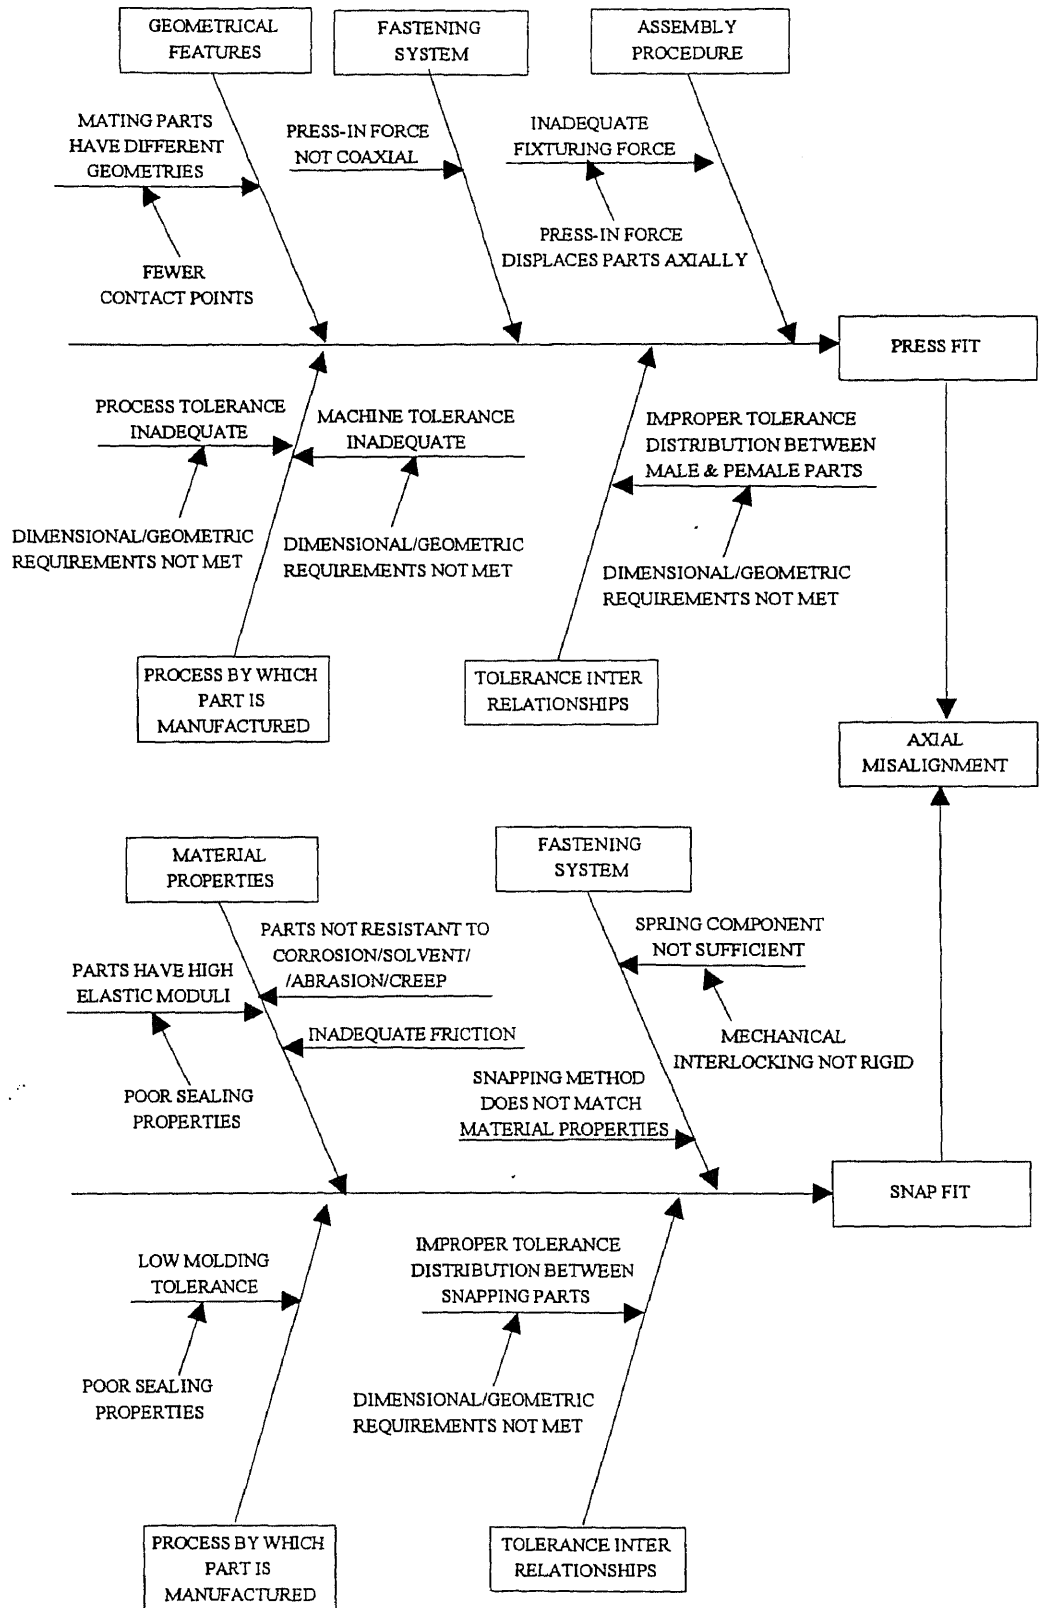 GEOMETRICAL
FEATURES
FASTENING
SYSTEM
ASSEMBLY
PROCEDURE
MATING PARTS
HAVE DIFFERENT
GEOMETRIES
PRESS-IN FORCE
NOT COAXIAL
INADEQUATE
FIXTURING FORCE
FEWER
CONTACT POINTS
PRESS-IN FORCE
DISPLACES PARTS AXIALLY
PRESS FIT
PROCESS TOLERANCE
INADEQUATE
MACHINE TOLERANCE
INADEQUATE
IMPROPER TOLERANCE
DISTRIBUTION BETWEEN
MALE & PEMALE PARTS
DIMENSIONAL/GEOMETRIC
REQUIREMENTS NOT MET
DIMENSIONAL/GEOMETRIC
REQUIREMENTS NOT MET
DIMENSIONAL/GEOMETRIC
REQUIREMENTS NOT MET
PROCESS BY WHICH
PART IS
MANUFACTURED
TOLERANCE INTER
RELATIONSHIPS
AXIAL
MISALIGNMENT
MATERIAL
PROPERTIES
FASTENING
SYSTEM
PARTS HAVE HIGH
ELASTIC MODULI
PARTS NOT RESISTANT TO
CORROSION/SOLVENT/
/ABRASION/CREEP
INADEQUATE FRICTION
SPRING COMPONENT
NOT SUFFICIENT
MECHANICAL
INTERLOCKING NOT RIGID
POOR SEALING
PROPERTIES
SNAPPING METHOD
DOES NOT MATCH
MATERIAL PROPERTIES
SNAP FIT
LOW MOLDING
TOLERANCE
IMPROPER TOLERANCE
DISTRIBUTION BETWEEN
SNAPPING PARTS
POOR SEALING
PROPERTIES
DIMENSIONAL/GEOMETRIC
REQUIREMENTS NOT MET
PROCESS BY WHICH
PART IS
MANUFACTURED
TOLERANCE INTER
RELATIONSHIPS